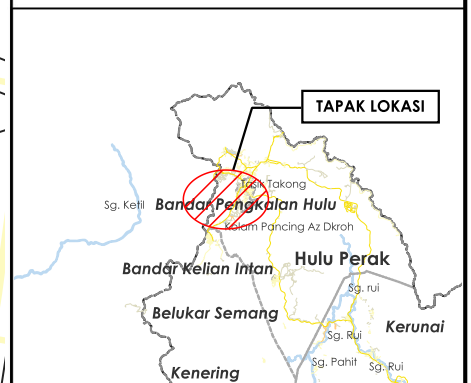 TAPAK LOKASI
Tasik Takong
Sg. Ketil
Bandar Pengkalan Hulu
Kolam Pancing Az Dkroh
Hulu Perak
Bandar Kelian Intan
Sg. rui
Belukar Semang
Kerunai
Sg. Rui
Sg. Pahit
Sg. Rui
Kenering